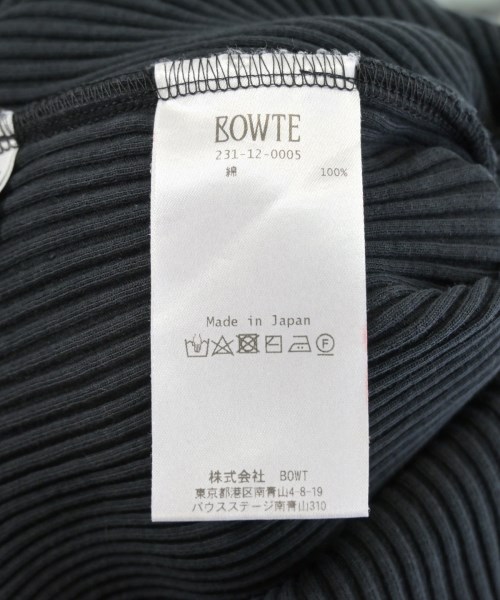 BOWTE
231-12-0005
綿 100%
Made in Japan
株式会社 BOWT
東京都港区南青山4-8-19
バウスステージ南青山310